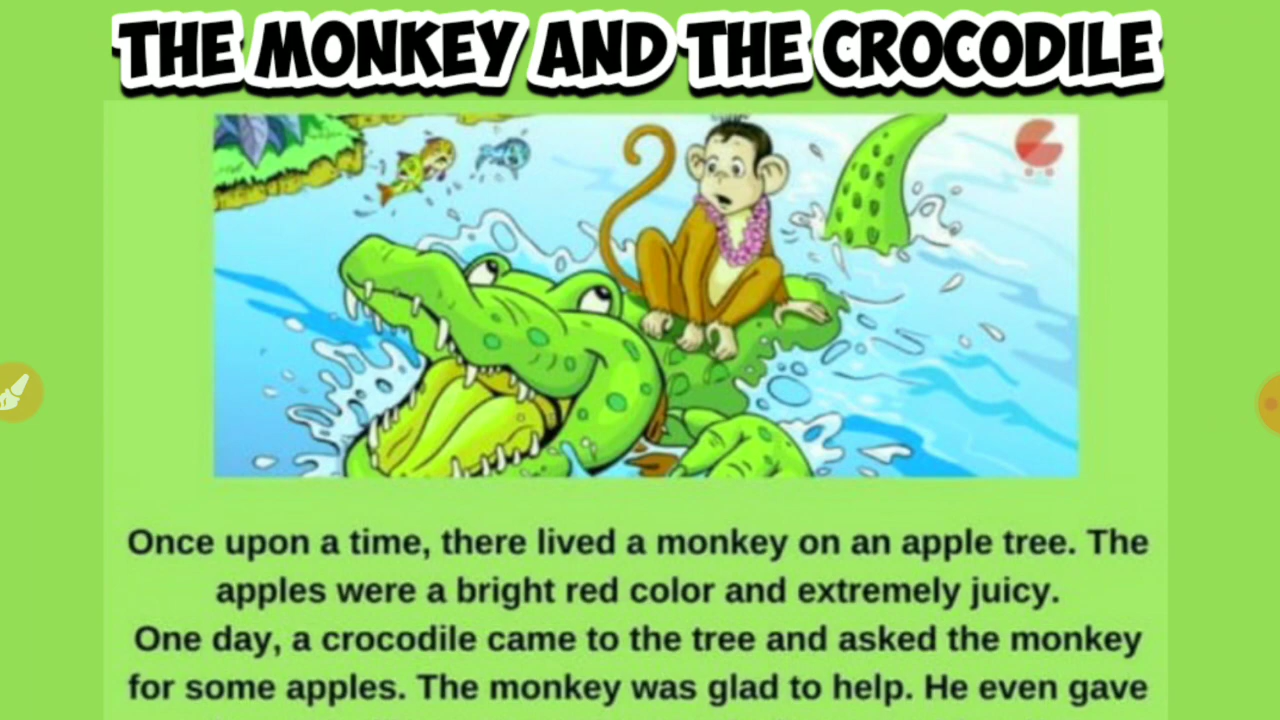 THE MONKEY AND THE CROCODILE
Once upon a time, there lived a monkey on an apple tree. The
apples were a bright red color and extremely juicy.
One day, a crocodile came to the tree and asked the monkey
for some apples. The monkey was glad to help. He even gave